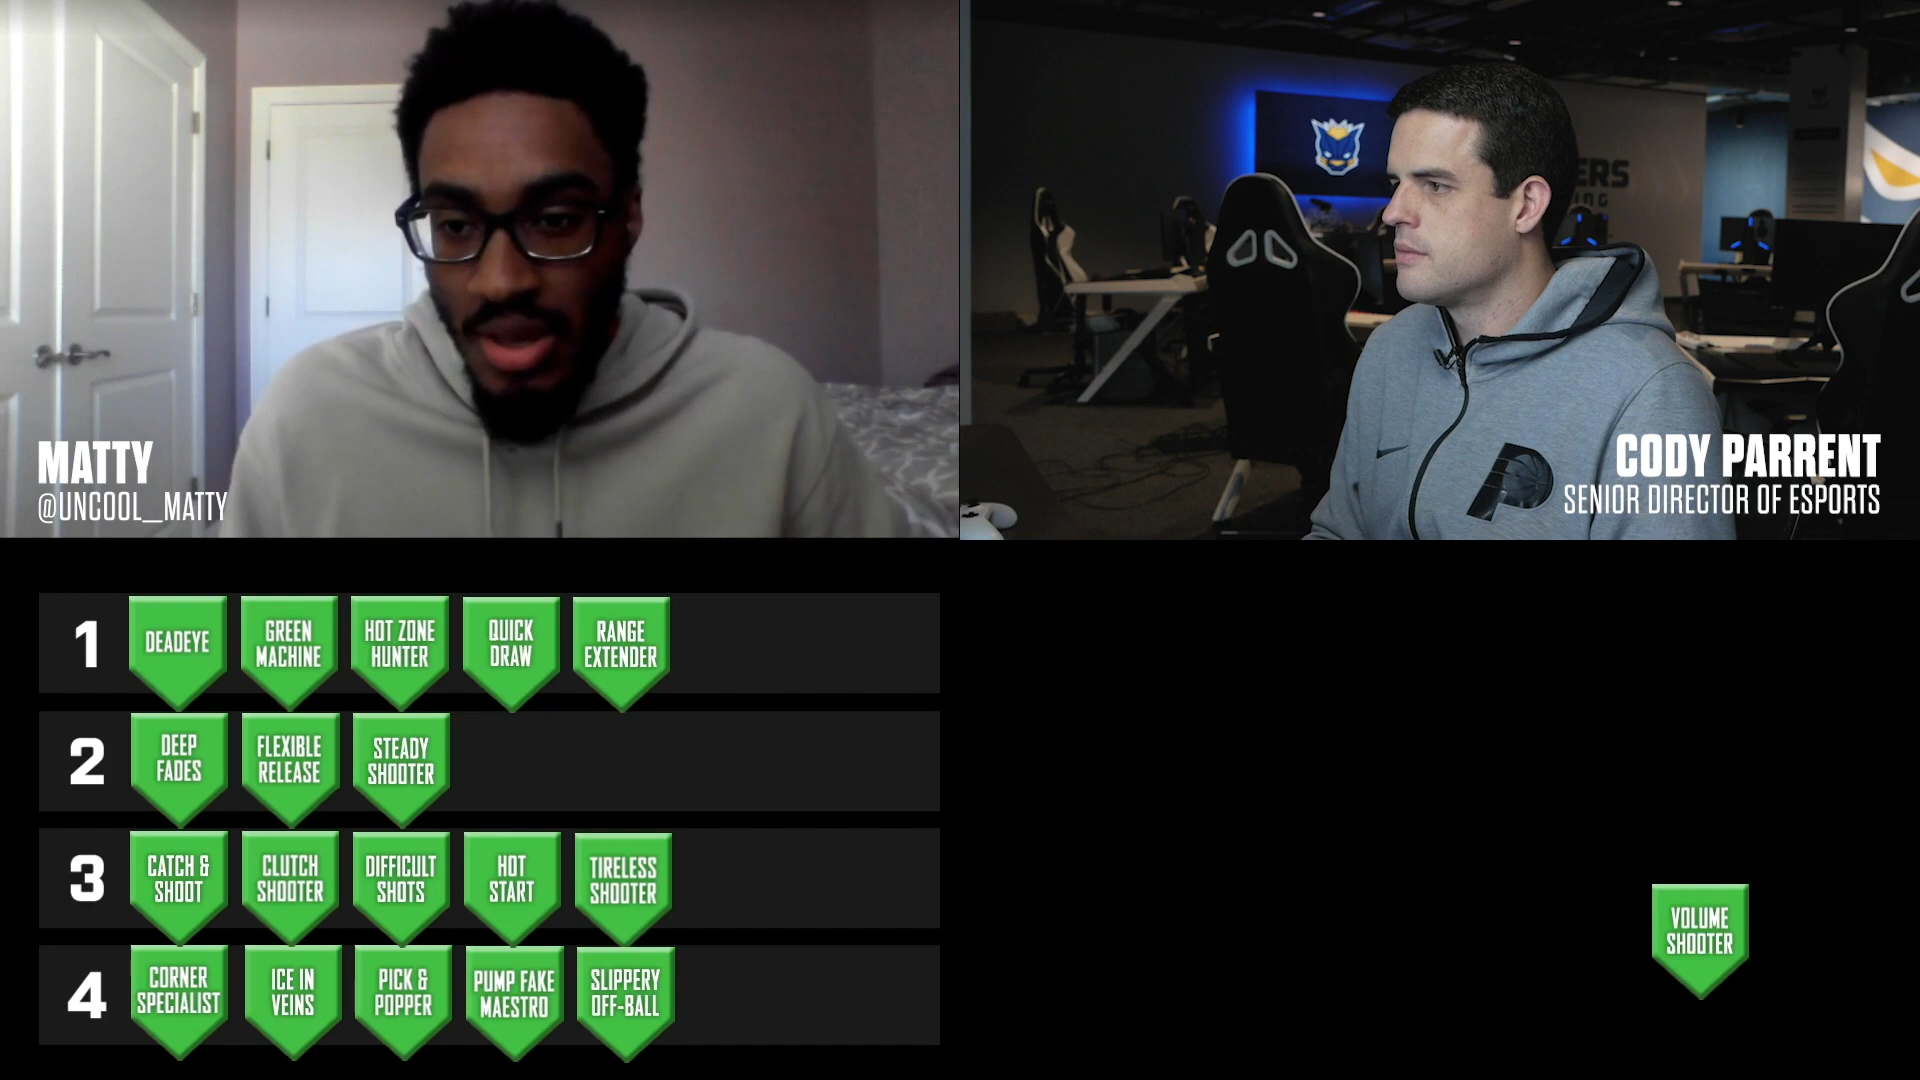 MATTY
@UNCOOL_MATTY
ERS
NG
P
CODY PARRENT
SENIOR DIRECTOR OF ESPORTS
1
DEADEYE
GREEN
MACHINE
HOT ZONE
HUNTER
QUICK
DRAW
RANGE
EXTENDER
2
DEEP
FADES
FLEXIBLE
RELEASE
STEADY
SHOOTER
3
CATCH &
SHOOT
CLUTCH
SHOOTER
DIFFICULT
SHOTS
HOT
START
TIRELESS
SHOOTER
4
CORNER
SPECIALIST
ICE IN
VEINS
PICK &
POPPER
PUMP FAKE
MAESTRO
SLIPPERY
OFF-BALL
VOLUME
SHOOTER